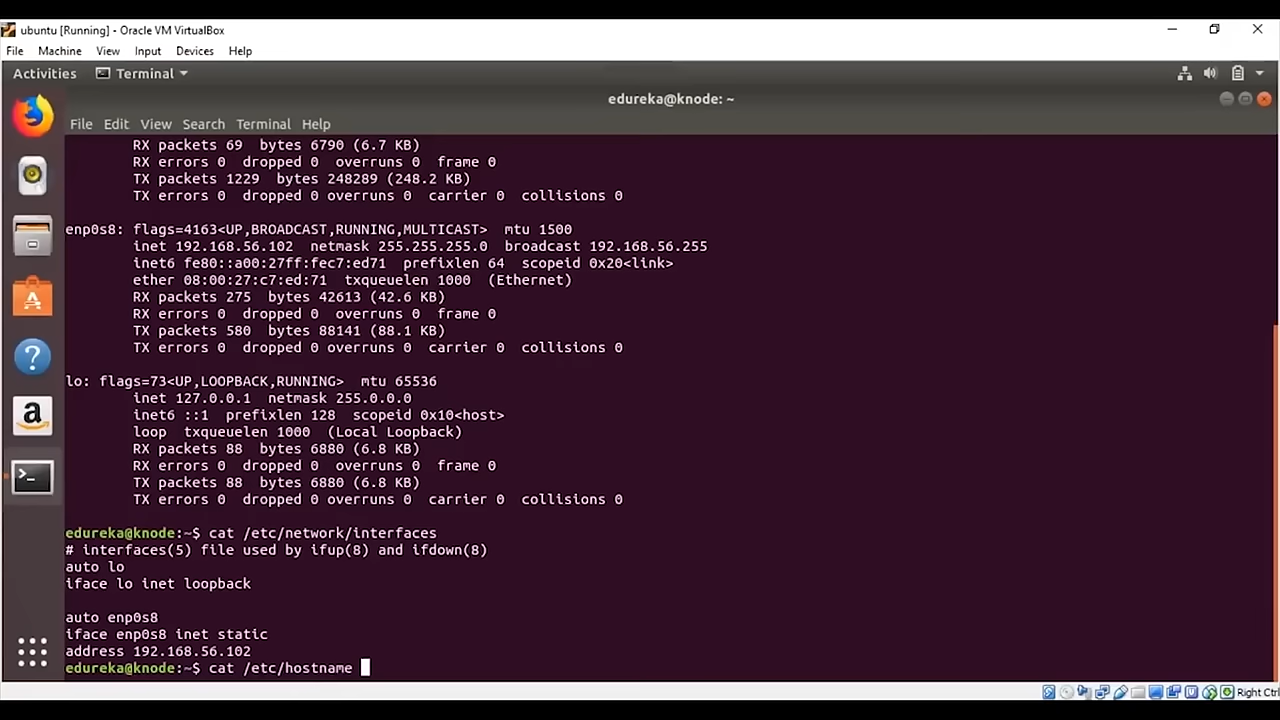 ubuntu [Running] - Oracle VM VirtualBox
File Machine View Input Devices Help
Activities Terminal
edureka@knode: ~
File Edit View Search Terminal Help
RX packets 69 bytes 6790 (6.7 KB)
RX errors 0 dropped 0 overruns 0 frame 0
TX packets 1229 bytes 248289 (248.2 KB)
TX errors 0 dropped 0 overruns 0 carrier 0 collisions 0
enp0s8: flags=4163<UP,BROADCAST,RUNNING,MULTICAST> mtu 1500
inet 192.168.56.102 netmask 255.255.255.0 broadcast 192.168.56.255
inet6 fe80::a00:27ff:fec7:ed71 prefixlen 64 scopeid 0x20<link>
ether 08:00:27:c7:ed:71 txqueuelen 1000 (Ethernet)
RX packets 275 bytes 42613 (42.6 KB)
RX errors 0 dropped 0 overruns 0 frame 0
TX packets 580 bytes 88141 (88.1 KB)
TX errors 0 dropped 0 overruns 0 carrier 0 collisions 0
lo: flags=73<UP,LOOPBACK,RUNNING> mtu 65536
inet 127.0.0.1 netmask 255.0.0.0
inet6 ::1 prefixlen 128 scopeid 0x10<host>
loop txqueuelen 1000 (Local Loopback)
RX packets 88 bytes 6880 (6.8 KB)
RX errors 0 dropped 0 overruns 0 frame 0
TX packets 88 bytes 6880 (6.8 KB)
TX errors 0 dropped 0 overruns 0 carrier 0 collisions 0
edureka@knode:~$ cat /etc/network/interfaces
# interfaces(5) file used by ifup(8) and ifdown(8)
auto lo
iface lo inet loopback
auto enp0s8
iface enp0s8 inet static
address 192.168.56.102
edureka@knode:~$ cat /etc/hostname
Right Ctrl